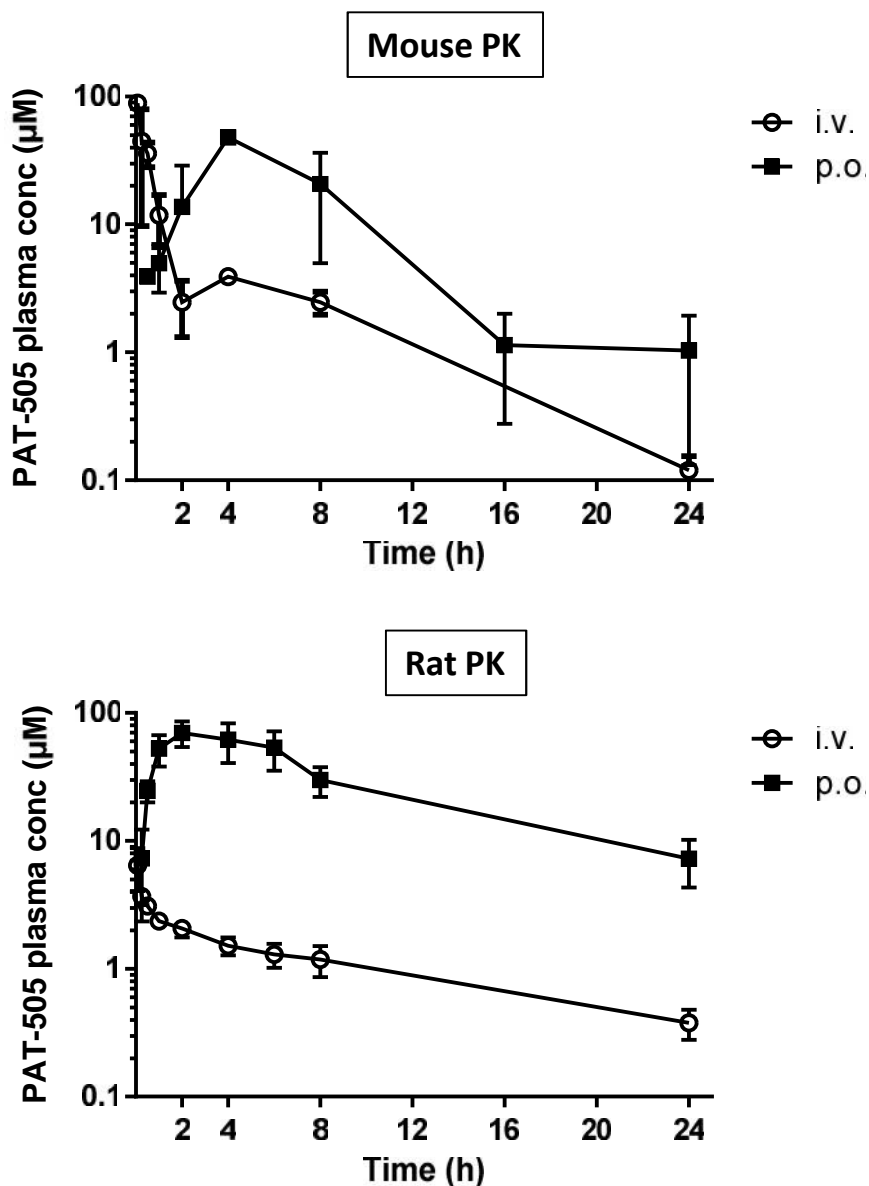 Mouse PK
PAT-505 plasma conc (µM)
100
10
1
0.1
2 4 8 12 16 20 24
Time (h)
i.v.
p.o.
Rat PK
PAT-505 plasma conc (µM)
100
10
1
0.1
2 4 8 12 16 20 24
Time (h)
i.v.
p.o.